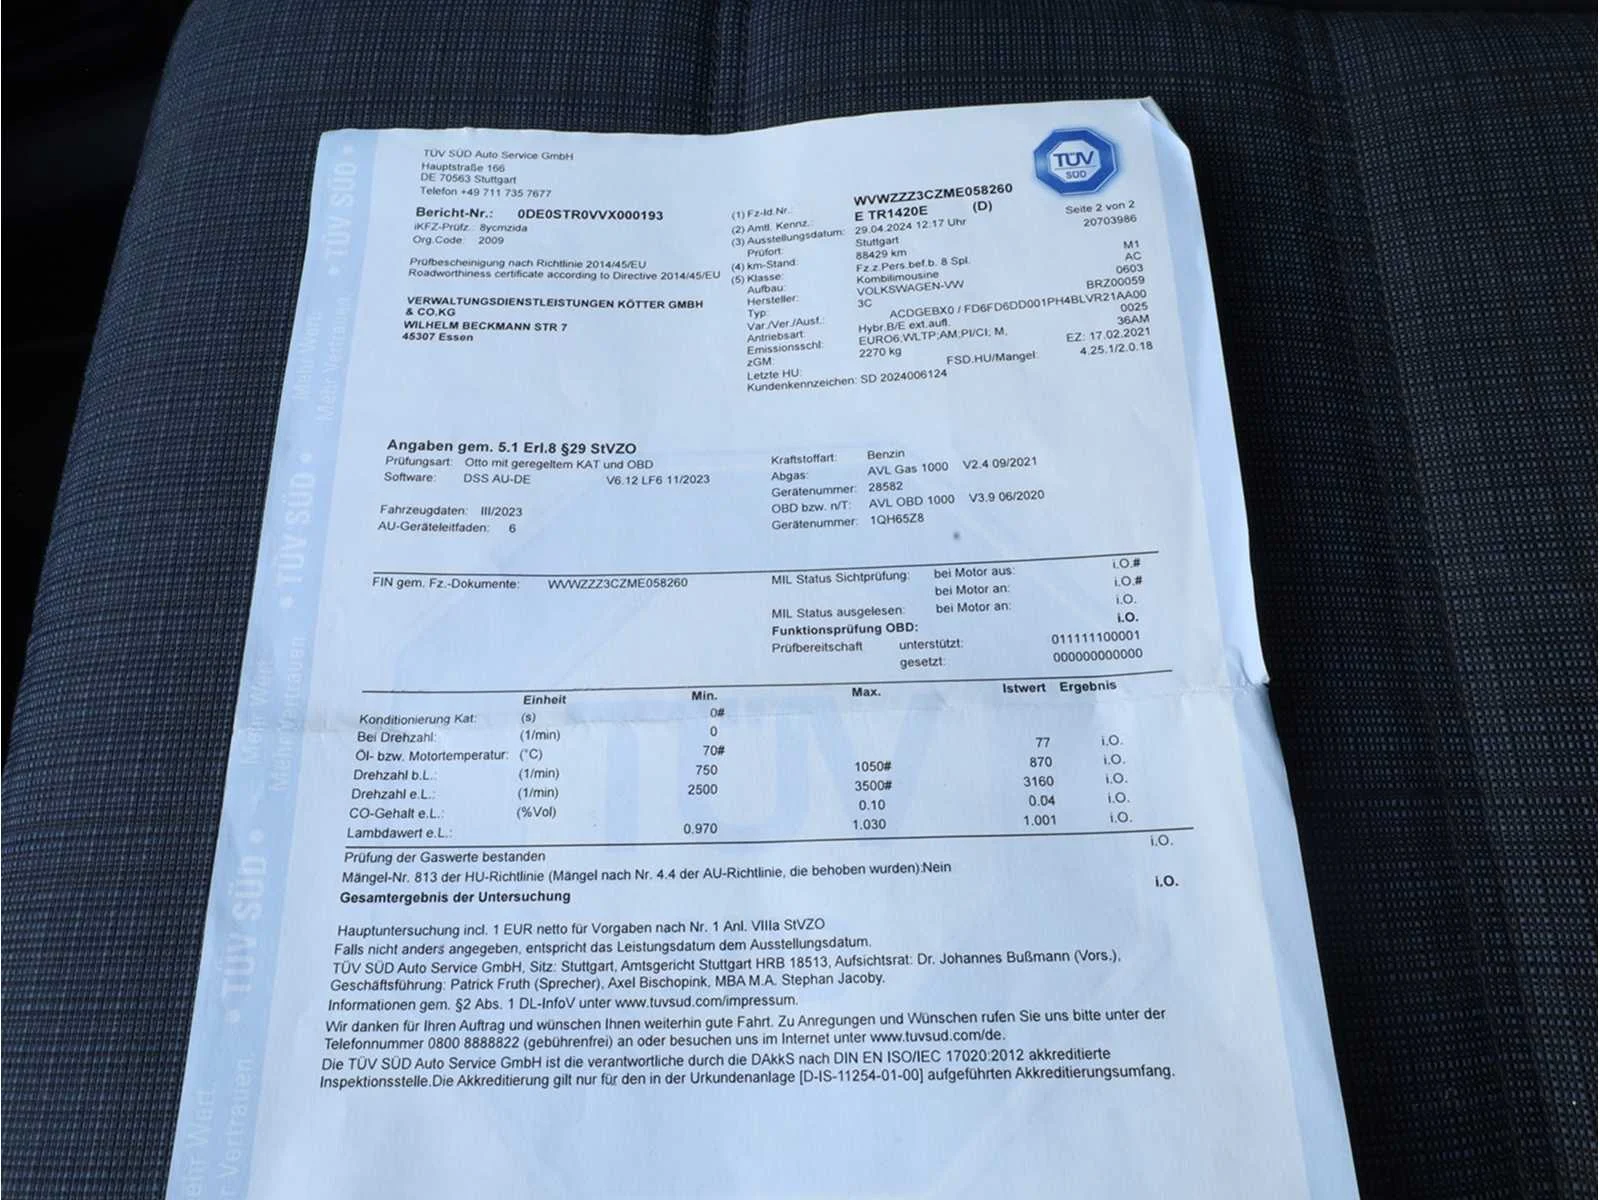 TÜV SÜD Auto Service GmbH
Hauptstraße 166
DE 70563 Stuttgart
Telefon +49 711 735 7677
Bericht-Nr.: 0DE0STR0VVX000193
iKFZ-Prüfz.: 8ycmzida
Org.Code: 2009
Prüfbescheinigung nach Richtlinie 2014/45/EU
Roadworthiness certificate according to Directive 2014/45/EU
VERWALTUNGSDIENSTLEISTUNGEN KÖTTER GMBH
& CO.KG
WILHELM BECKMANN STR 7
45307 Essen
TÜV
SÜD
Seite 2 von 2
20703986
(1) Fz-Id.Nr.: WVWZZZ3CZME058260
(2) Amtl. Kennz.: E TR1420E (D)
(3) Ausstellungsdatum: 29.04.2024 12.17 Uhr
Prüfort: Stuttgart
(4) km-Stand: 88429 km
(5) Klasse: Fz.z.Pers.bef.b. 8 Spl. M1
Aufbau: Kombilimousine AC
Hersteller: VOLKSWAGEN-VW 0603
Typ: 3C BRZ00059
Var./Ver./Ausf.: ACDGEBX0 / FD6FD6DD001PH4BLVR21AA00
Antriebsart: Hybr.B/E ext.aufl. 0025
Emissionsschl: EURO6;WLTP;AM;PI/CI; M, 36AM
zGM: 2270 kg EZ: 17.02.2021
Letzte HU: FSD.HU/Mangel: 4.25.1/2.0.18
Kundenkennzeichen: SD 2024006124
Angaben gem. 5.1 Erl.8 §29 StVZO
Prüfungsart: Otto mit geregeltem KAT und OBD
Software: DSS AU-DE V6.12 LF6 11/2023
Fahrzeugdaten: III/2023
AU-Geräteleitfaden: 6
Kraftstoffart: Benzin
Abgas: AVL Gas 1000 V2.4 09/2021
Gerätenummer: 28582
OBD bzw. n/T: AVL OBD 1000 V3.9 06/2020
Gerätenummer: 1QH65Z8
FIN gem. Fz.-Dokumente: WVWZZZ3CZME058260
MIL Status Sichtprüfung: bei Motor aus: i.O.#
bei Motor an: i.O.#
MIL Status ausgelesen: bei Motor an: i.O.
Funktionsprüfung OBD: i.O.
Prüfbereitschaft unterstützt: 011111100001
gesetzt: 000000000000
Einheit Min. Max. Istwert Ergebnis
Konditionierung Kat: (s) 0#
Bei Drehzahl: (1/min) 0
Öl- bzw. Motortemperatur: (°C) 70# 77 i.O.
Drehzahl b.L.: (1/min) 750 1050# 870 i.O.
Drehzahl e.L.: (1/min) 2500 3500# 3160 i.O.
CO-Gehalt e.L.: (%Vol) 0.10 0.04 i.O.
Lambdawert e.L.: 0.970 1.030 1.001 i.O.
Prüfung der Gaswerte bestanden i.O.
Mängel-Nr. 813 der HU-Richtlinie (Mängel nach Nr. 4.4 der AU-Richtlinie, die behoben wurden):Nein
Gesamtergebnis der Untersuchung i.O.
Hauptuntersuchung incl. 1 EUR netto für Vorgaben nach Nr. 1 Anl. VIIIa StVZO
Falls nicht anders angegeben, entspricht das Leistungsdatum dem Ausstellungsdatum.
TÜV SÜD Auto Service GmbH, Sitz: Stuttgart, Amtsgericht Stuttgart HRB 18513, Aufsichtsrat: Dr. Johannes Bußmann (Vors.),
Geschäftsführung: Patrick Fruth (Sprecher), Axel Bischopink, MBA M.A. Stephan Jacoby.
Informationen gem. §2 Abs. 1 DL-InfoV unter www.tuvsud.com/impressum.
Wir danken für Ihren Auftrag und wünschen Ihnen weiterhin gute Fahrt. Zu Anregungen und Wünschen rufen Sie uns bitte unter der
Telefonnummer 0800 8888822 (gebührenfrei) an oder besuchen uns im Internet unter www.tuvsud.com/de.
Die TÜV SÜD Auto Service GmbH ist die verantwortliche durch die DAkkS nach DIN EN ISO/IEC 17020:2012 akkreditierte
Inspektionsstelle.Die Akkreditierung gilt nur für den in der Urkundenanlage [D-IS-11254-01-00] aufgeführten Akkreditierungsumfang.
• TÜV SÜD •
Mehr Wert.
Mehr Vertrauen.
• TÜV SÜD •
Mehr Wert.
Mehr Vertrauen
• TÜV SÜD •
ehr Wert.
r Vertrauen